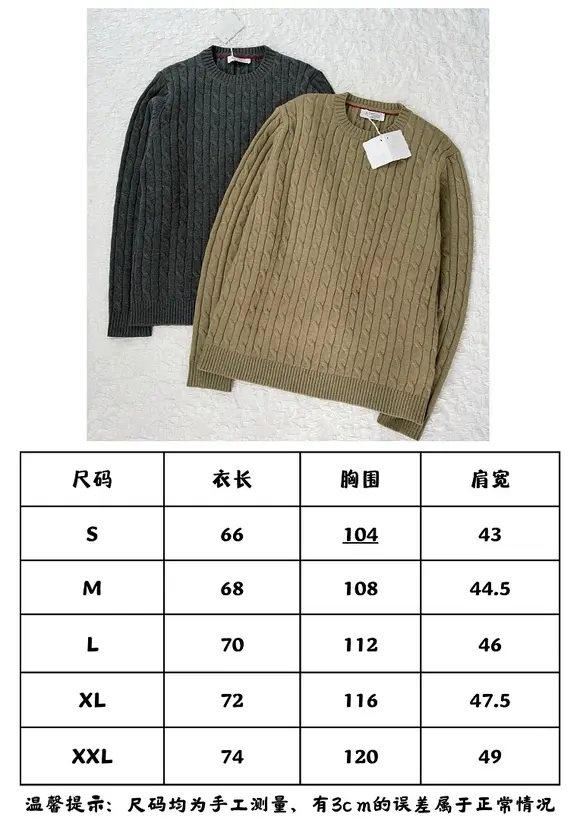 尺码 衣长 胸围 肩宽
S 66 104 43
M 68 108 44.5
L 70 112 46
XL 72 116 47.5
XXL 74 120 49
温馨提示：尺码均为手工测量、有3cm的误差属于正常情况